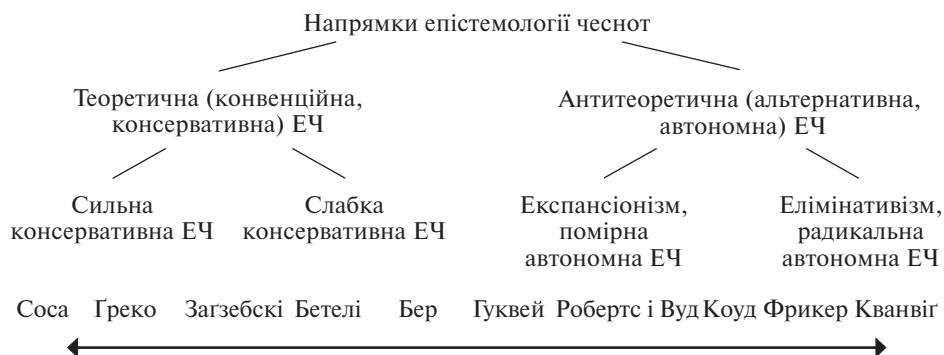 Напрямки епістемології чеснот
Теоретична (конвенційна,
консервативна) ЕЧ
Антитеоретична (альтернативна,
автономна) ЕЧ
Сильна
консервативна ЕЧ
Слабка
консервативна ЕЧ
Експансіонізм,
помірна
автономна ЕЧ
Елімінативізм,
радикальна
автономна ЕЧ
Соса Ґреко Заґзебскі Бетелі Бер Гуквей Робертс і Вуд Коуд Фрикер Кванвіґ